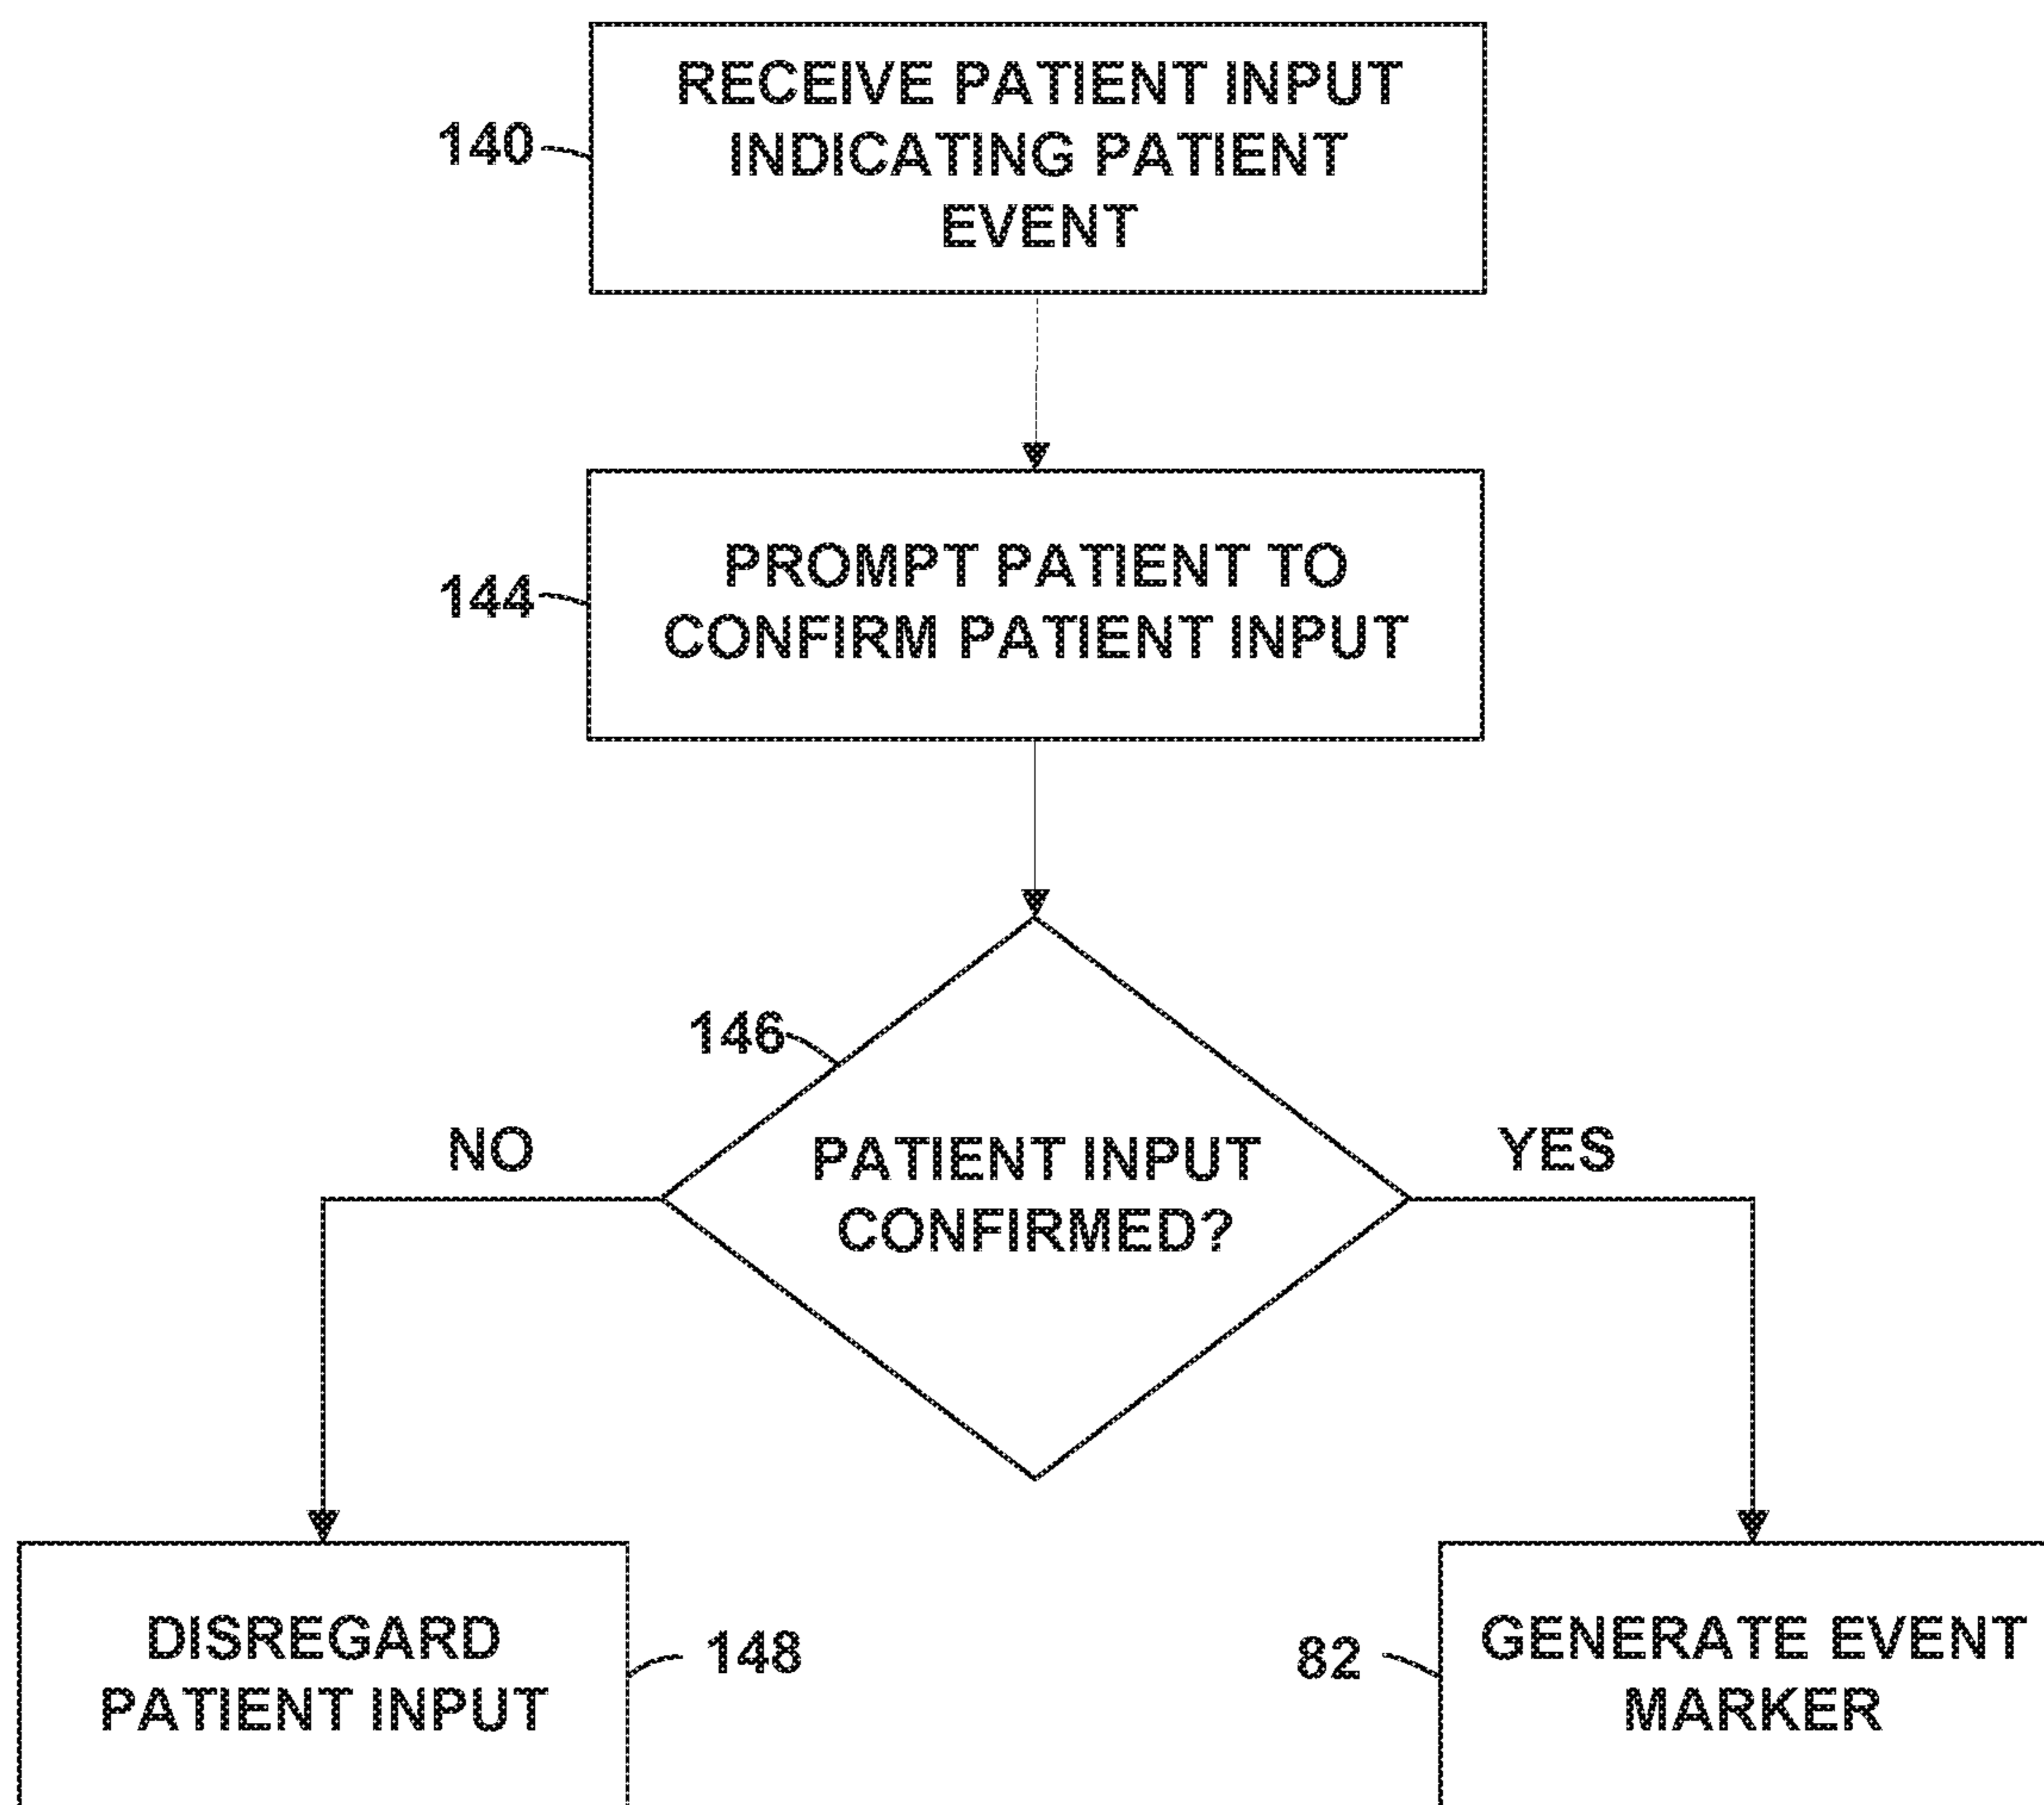 RECEIVE PATIENT INPUT
INDICATING PATIENT
EVENT
140
PROMPT PATIENT TO
CONFIRM PATIENT INPUT
144
146
NO
PATIENT INPUT
CONFIRMED?
YES
DISREGARD
PATIENT INPUT
148
82
GENERATE EVENT
MARKER